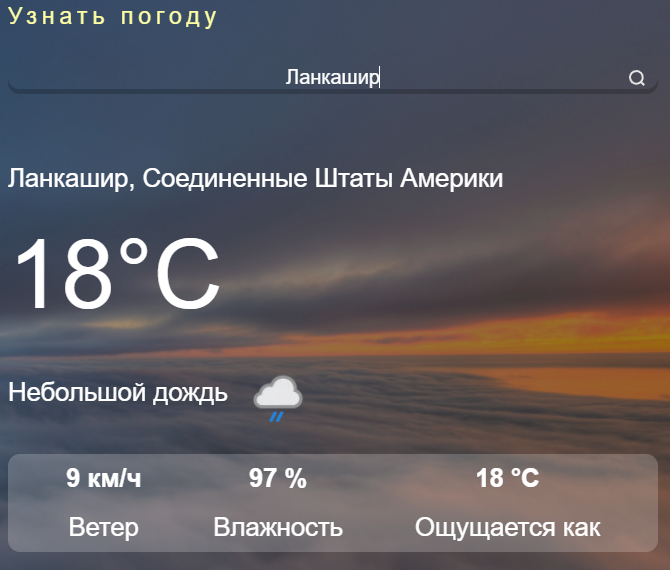 Узнать погоду
Ланкашир
Ланкашир, Соединенные Штаты Америки
18°C
Небольшой дождь
9 км/ч 97 % 18 °C
Ветер Влажность Ощущается как